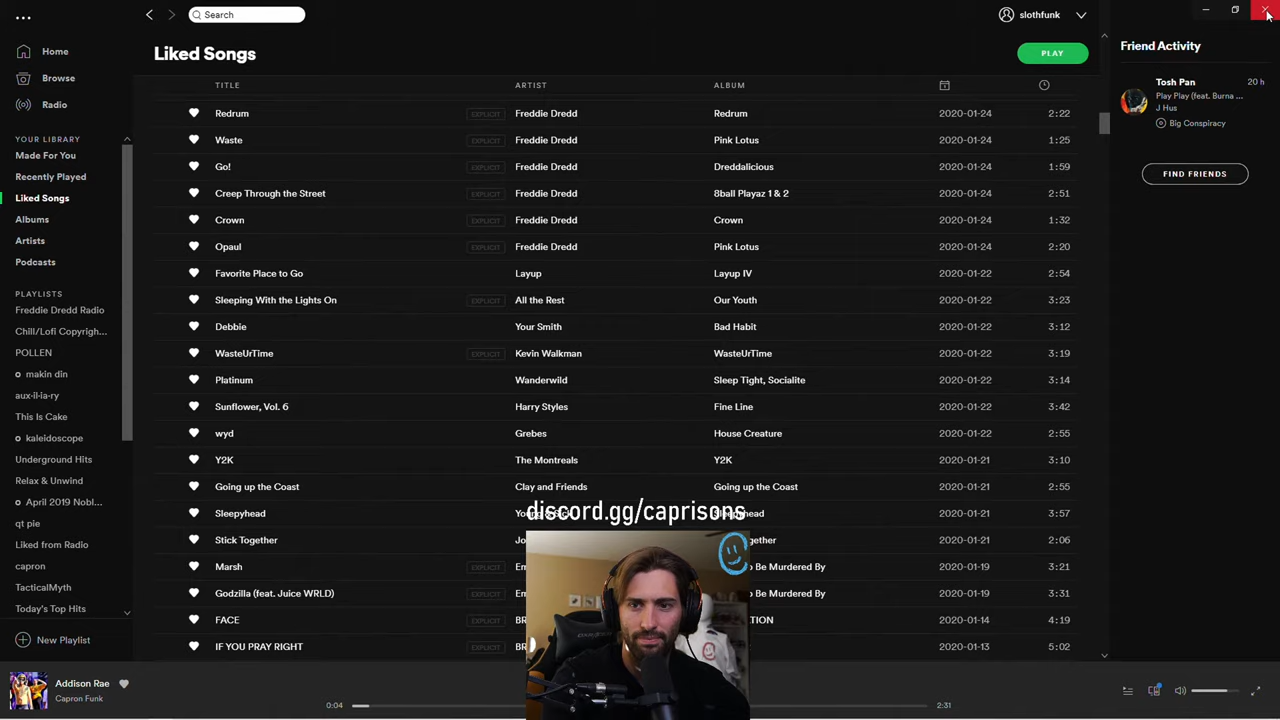 Search
slothfunk
Home
Browse
Radio
YOUR LIBRARY
Made For You
Recently Played
Liked Songs
Albums
Artists
Podcasts
PLAYLISTS
Freddie Dredd Radio
Chill/Lofi Copyrigh...
POLLEN
makin din
aux-il-ia-ry
This Is Cake
kaleidoscope
Underground Hits
Relax & Unwind
April 2019 Nobl...
qt pie
Liked from Radio
capron
TacticalMyth
Today's Top Hits
New Playlist
Liked Songs
PLAY
TITLE ARTIST ALBUM
Redrum EXPLICIT Freddie Dredd Redrum 2020-01-24 2:22
Waste EXPLICIT Freddie Dredd Pink Lotus 2020-01-24 1:25
Go! EXPLICIT Freddie Dredd Dreddalicious 2020-01-24 1:59
Creep Through the Street EXPLICIT Freddie Dredd 8ball Playaz 1 & 2 2020-01-24 2:51
Crown EXPLICIT Freddie Dredd Crown 2020-01-24 1:32
Opaul EXPLICIT Freddie Dredd Pink Lotus 2020-01-24 2:20
Favorite Place to Go Layup Layup IV 2020-01-22 2:54
Sleeping With the Lights On EXPLICIT All the Rest Our Youth 2020-01-22 3:23
Debbie Your Smith Bad Habit 2020-01-22 3:12
WasteUrTime EXPLICIT Kevin Walkman WasteUrTime 2020-01-22 3:19
Platinum Wanderwild Sleep Tight, Socialite 2020-01-22 3:14
Sunflower, Vol. 6 Harry Styles Fine Line 2020-01-22 3:42
wyd Grebes House Creature 2020-01-22 2:55
Y2K The Montreals Y2K 2020-01-21 3:10
Going up the Coast Clay and Friends Going up the Coast 2020-01-21 2:55
discord.gg/caprisons
Sleepyhead 2020-01-21 3:57
Stick Together 2020-01-21 2:06
Marsh EXPLICIT To Be Murdered By 2020-01-19 3:21
Godzilla (feat. Juice WRLD) EXPLICIT To Be Murdered By 2020-01-19 3:31
FACE EXPLICIT 2020-01-14 4:19
IF YOU PRAY RIGHT EXPLICIT 2020-01-13 5:02
Friend Activity
Tosh Pan 20 h
Play Play (feat. Burna ...
J Hus
Big Conspiracy
FIND FRIENDS
Addison Rae
Capron Funk
0:04 2:31